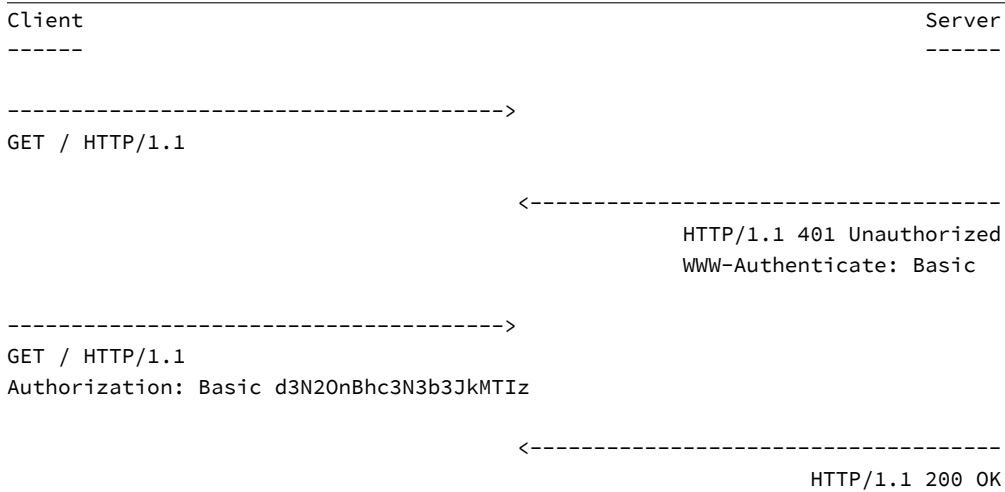 Client Server
------ ------
--------------------------------------->
GET / HTTP/1.1
<-------------------------------------
HTTP/1.1 401 Unauthorized
WWW-Authenticate: Basic
--------------------------------------->
GET / HTTP/1.1
Authorization: Basic d3N2OnBhc3N3b3JkMTIz
<-------------------------------------
HTTP/1.1 200 OK